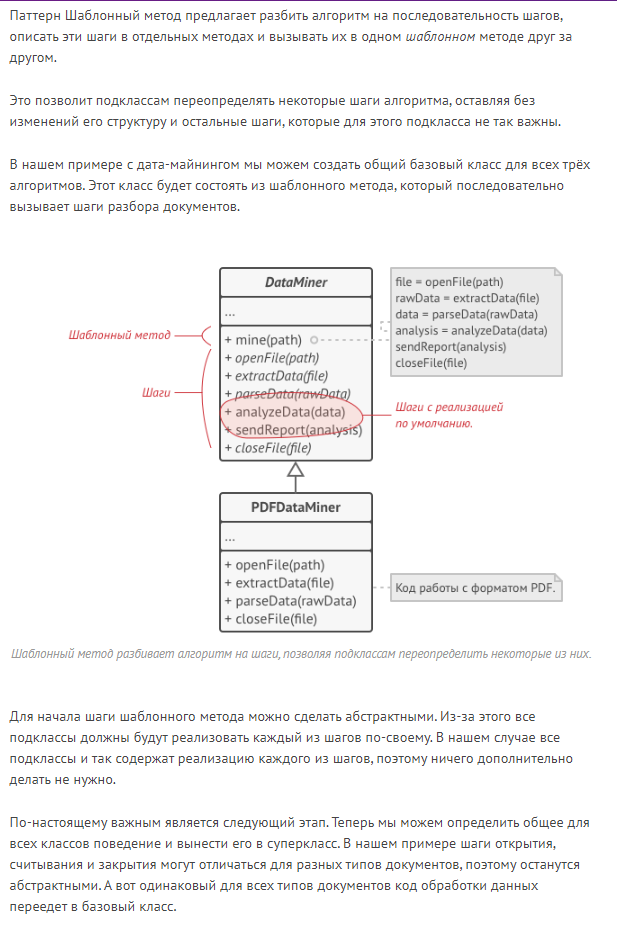 Паттерн Шаблонный метод предлагает разбить алгоритм на последовательность шагов,
описать эти шаги в отдельных методах и вызывать их в одном шаблонном методе друг за
другом.
Это позволит подклассам переопределять некоторые шаги алгоритма, оставляя без
изменений его структуру и остальные шаги, которые для этого подкласса не так важны.
В нашем примере с дата-майнингом мы можем создать общий базовый класс для всех трёх
алгоритмов. Этот класс будет состоять из шаблонного метода, который последовательно
вызывает шаги разбора документов.
DataMiner
...
Шаблонный метод
Шаги
+ mine(path)
+ openFile(path)
+ extractData(file)
+ parseData(rawData)
+ analyzeData(data)
+ sendReport(analysis)
+ closeFile(file)
file = openFile(path)
rawData = extractData(file)
data = parseData(rawData)
analysis = analyzeData(data)
sendReport(analysis)
closeFile(file)
Шаги с реализацией
по умолчанию.
PDFDataMiner
...
+ openFile(path)
+ extractData(file)
+ parseData(rawData)
+ closeFile(file)
Код работы с форматом PDF.
Шаблонный метод разбивает алгоритм на шаги, позволяя подклассам переопределить некоторые из них.
Для начала шаги шаблонного метода можно сделать абстрактными. Из-за этого все
подклассы должны будут реализовать каждый из шагов по-своему. В нашем случае все
подклассы и так содержат реализацию каждого из шагов, поэтому ничего дополнительно
делать не нужно.
По-настоящему важным является следующий этап. Теперь мы можем определить общее для
всех классов поведение и вынести его в суперкласс. В нашем примере шаги открытия,
считывания и закрытия могут отличаться для разных типов документов, поэтому останутся
абстрактными. А вот одинаковый для всех типов документов код обработки данных
переедет в базовый класс.